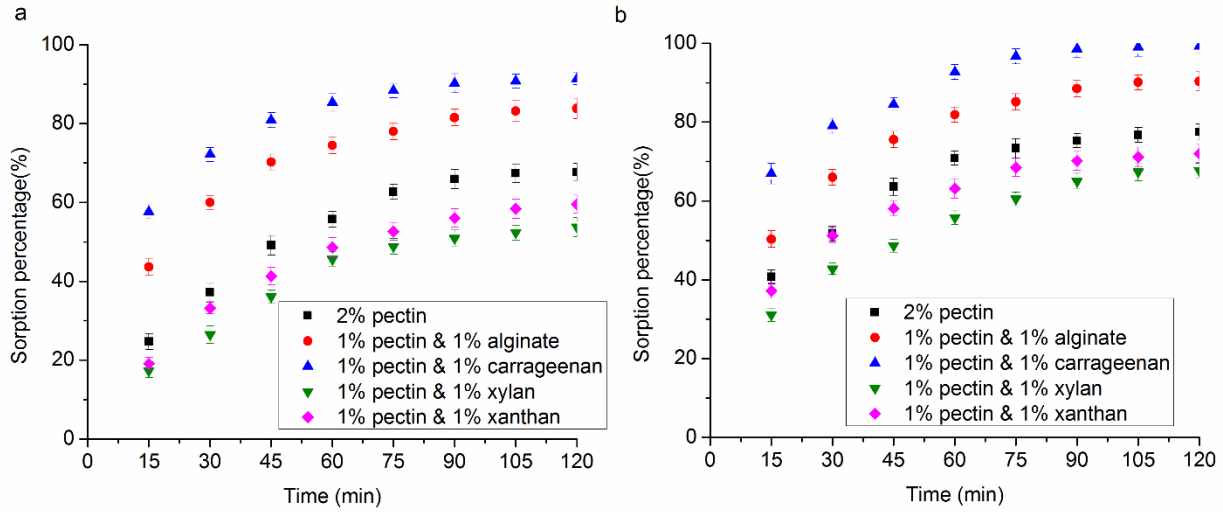 a
100
80
60
40
20
0
Sorption percentage(%)
2% pectin
1% pectin & 1% alginate
1% pectin & 1% carrageenan
1% pectin & 1% xylan
1% pectin & 1% xanthan
0 15 30 45 60 75 90 105 120
Time (min)
b
100
80
60
40
20
0
Sorption percentage(%)
2% pectin
1% pectin & 1% alginate
1% pectin & 1% carrageenan
1% pectin & 1% xylan
1% pectin & 1% xanthan
0 15 30 45 60 75 90 105 120
Time (min)